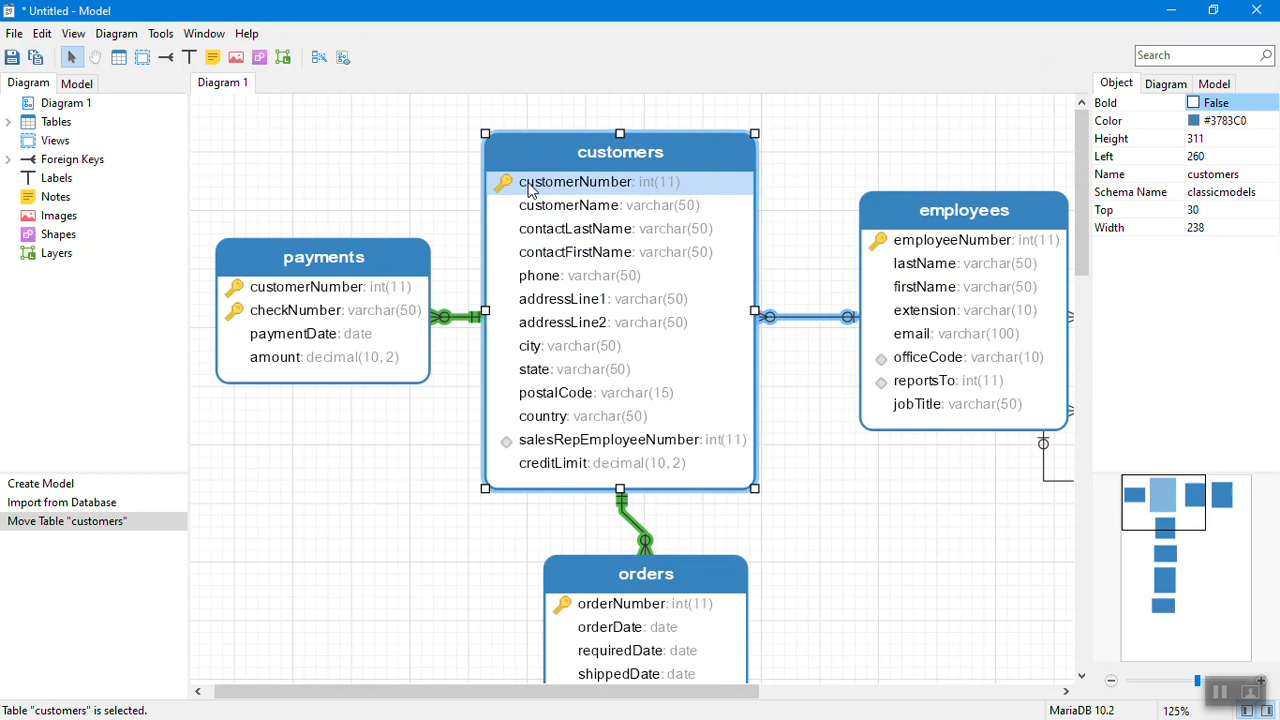 * Untitled - Model
File Edit View Diagram Tools Window Help
Search
Diagram Model
Diagram 1
Object Diagram Model
Diagram 1
Tables
Views
Foreign Keys
Labels
Notes
Images
Shapes
Layers
Create Model
Import from Database
Move Table "customers"
payments
customerNumber: int(11)
checkNumber: varchar(50)
paymentDate: date
amount: decimal(10, 2)
customers
customerNumber: int(11)
customerName: varchar(50)
contactLastName: varchar(50)
contactFirstName: varchar(50)
phone: varchar(50)
addressLine1: varchar(50)
addressLine2: varchar(50)
city: varchar(50)
state: varchar(50)
postalCode: varchar(15)
country: varchar(50)
salesRepEmployeeNumber: int(11)
creditLimit: decimal(10, 2)
employees
employeeNumber: int(11)
lastName: varchar(50)
firstName: varchar(50)
extension: varchar(10)
email: varchar(100)
officeCode: varchar(10)
reportsTo: int(11)
jobTitle: varchar(50)
orders
orderNumber: int(11)
orderDate: date
requiredDate: date
shippedDate: date
Bold False
Color #3783C0
Height 311
Left 260
Name customers
Schema Name classicmodels
Top 30
Width 238
Table "customers" is selected.
MariaDB 10.2
125%